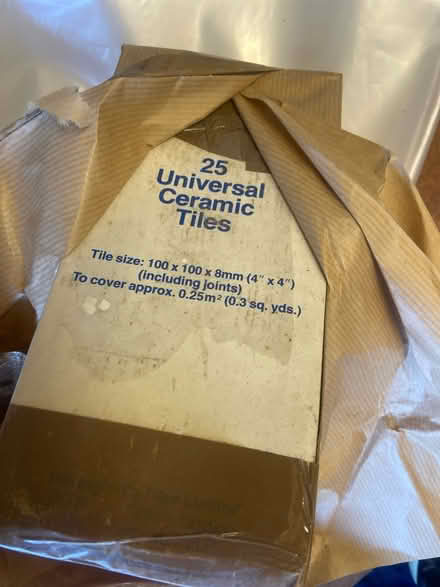 25
Universal
Ceramic
Tiles
Tile size: 100 x 100 x 8mm (4" x 4")
(including joints)
To cover approx. 0.25m² (0.3 sq. yds.)